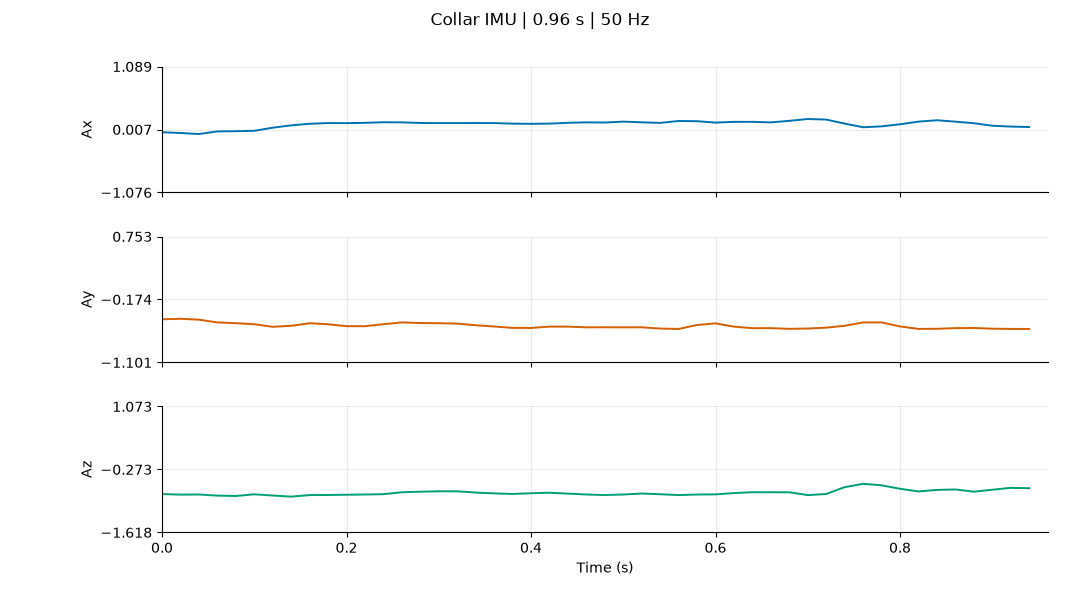 Collar IMU | 0.96 s | 50 Hz
1.089
0.007
−1.076
Ax
0.753
−0.174
−1.101
Ay
1.073
−0.273
−1.618
Az
0.0 0.2 0.4 0.6 0.8
Time (s)